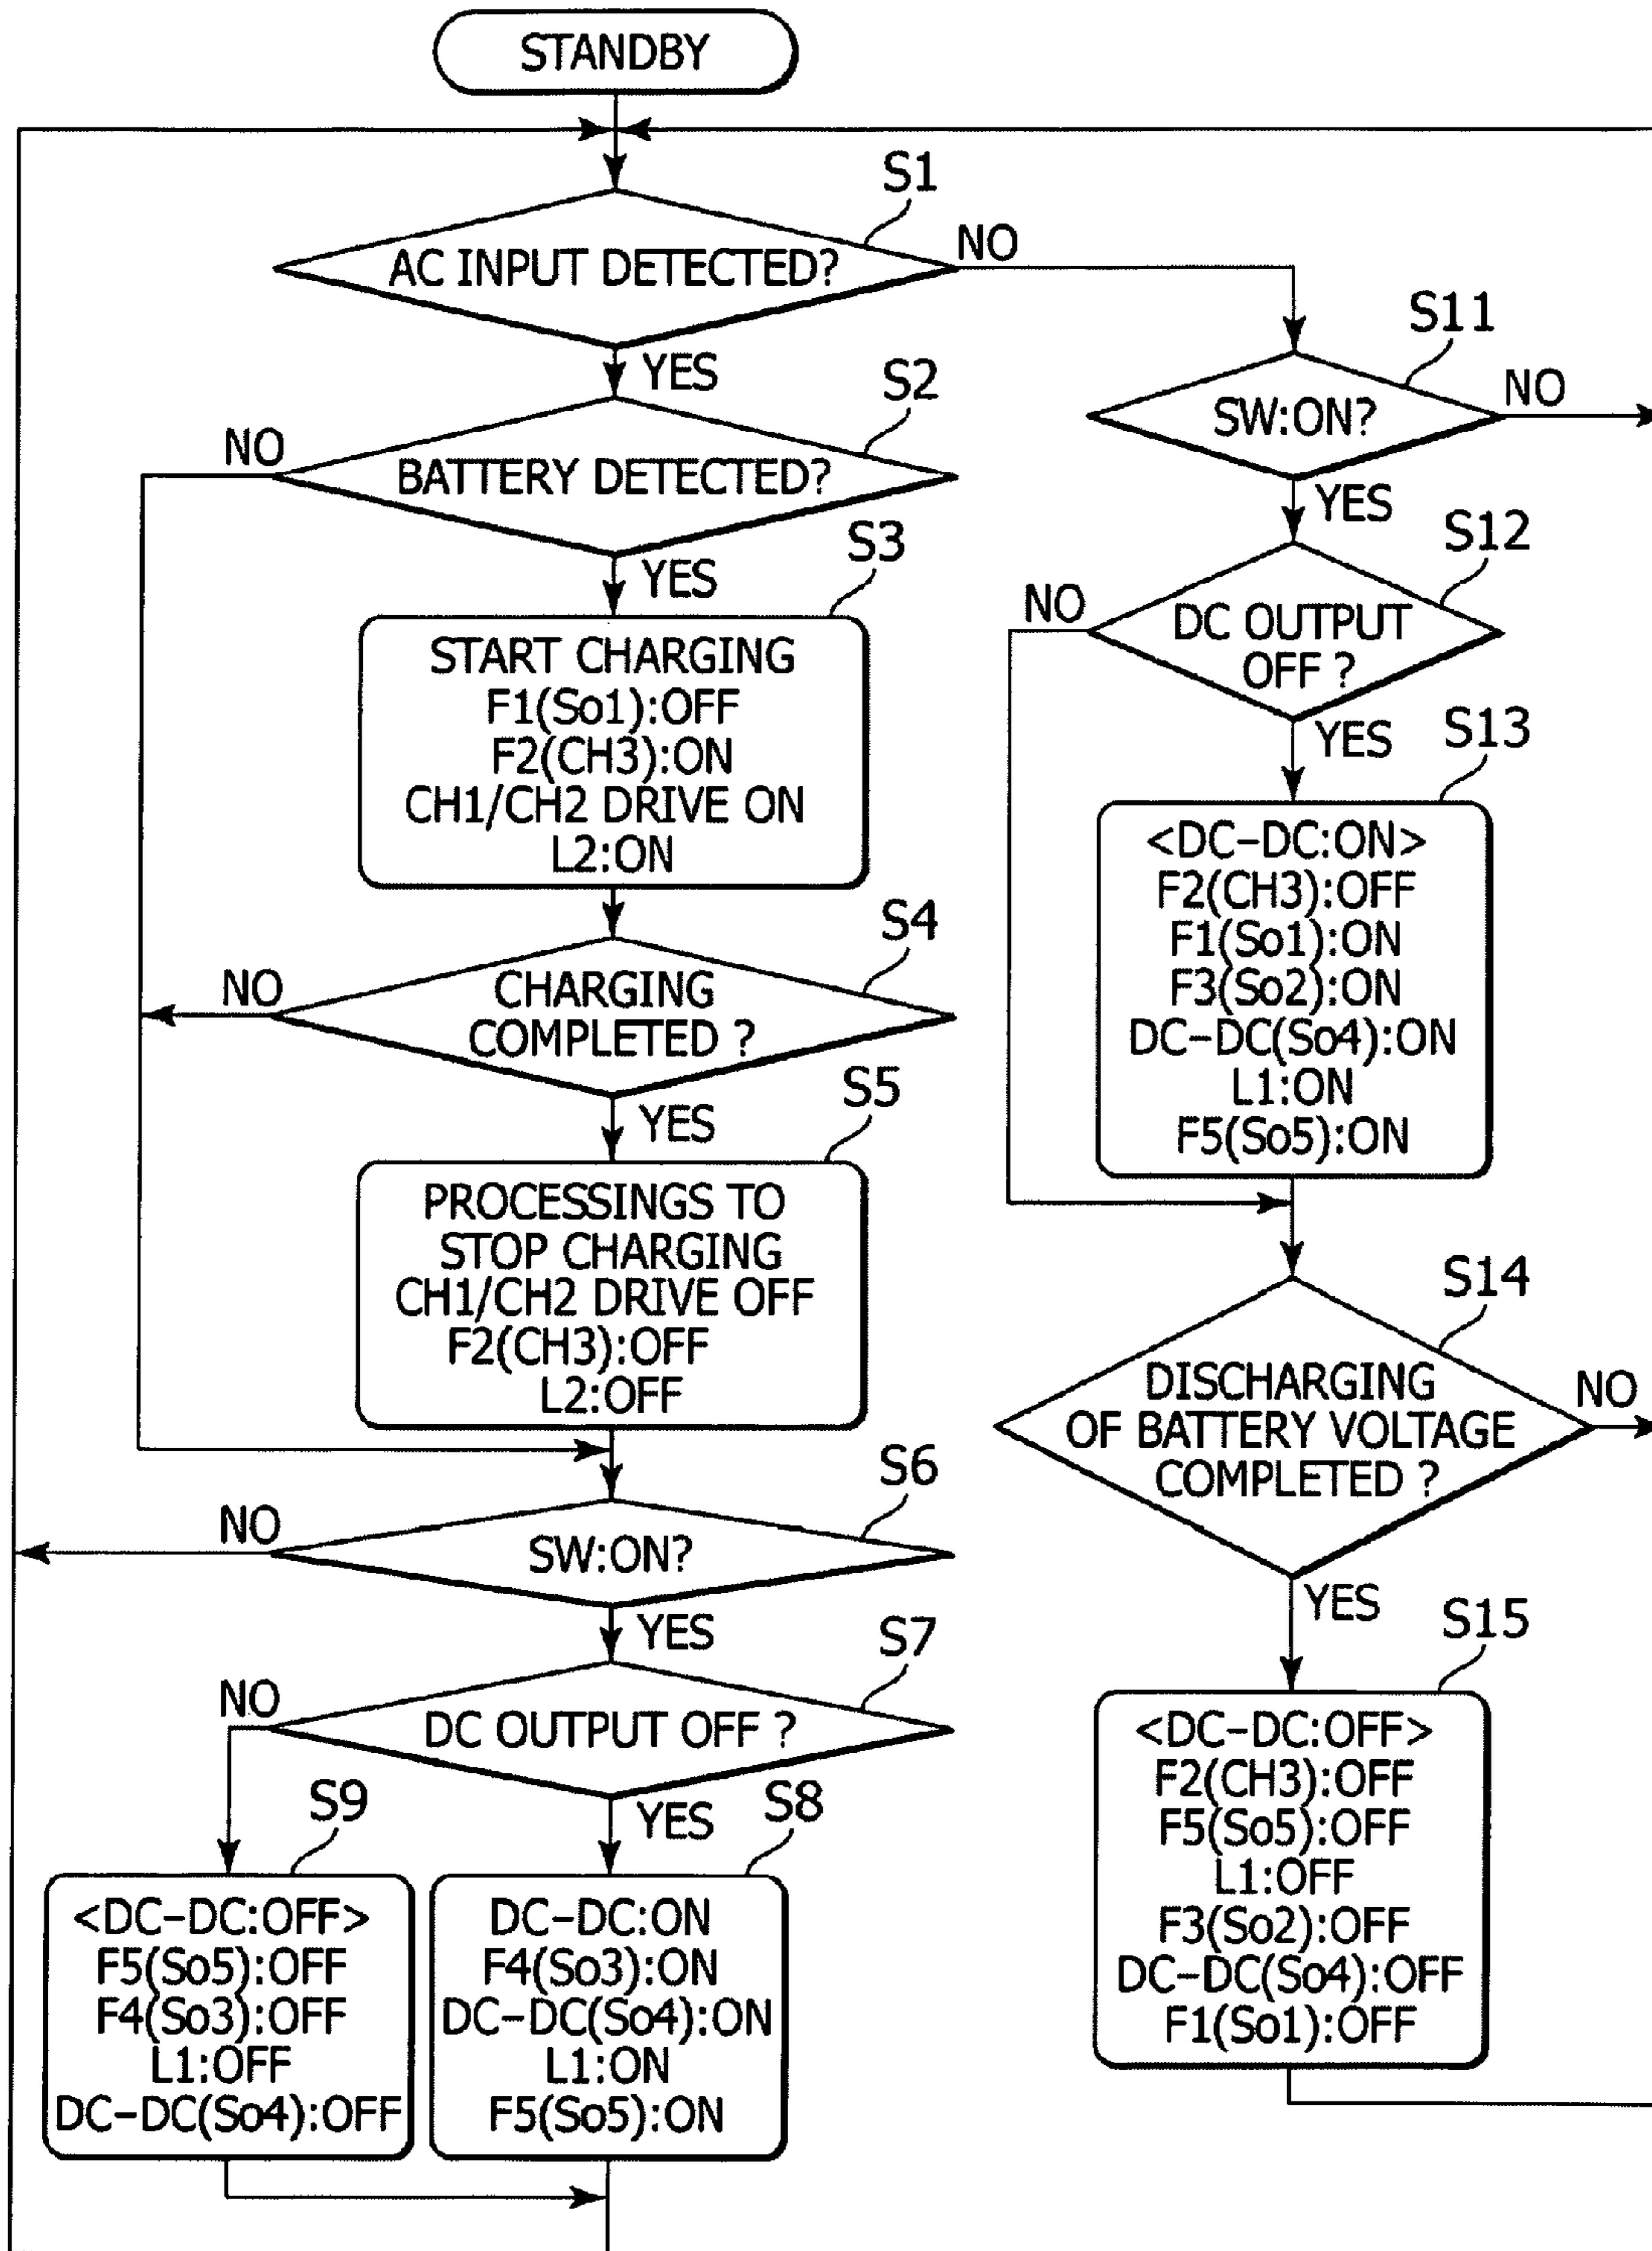 STANDBY
S1
AC INPUT DETECTED?
NO
YES
S2
BATTERY DETECTED?
NO
YES
S3
START CHARGING
F1(So1):OFF
F2(CH3):ON
CH1/CH2 DRIVE ON
L2:ON
S4
CHARGING
COMPLETED ?
NO
YES
S5
PROCESSINGS TO
STOP CHARGING
CH1/CH2 DRIVE OFF
F2(CH3):OFF
L2:OFF
S6
SW:ON?
NO
YES
S7
DC OUTPUT OFF ?
NO
YES
S9
<DC-DC:OFF>
F5(So5):OFF
F4(So3):OFF
L1:OFF
DC-DC(So4):OFF
S8
DC-DC:ON
F4(So3):ON
DC-DC(So4):ON
L1:ON
F5(So5):ON
S11
SW:ON?
NO
YES
S12
DC OUTPUT
OFF ?
NO
YES
S13
<DC-DC:ON>
F2(CH3):OFF
F1(So1):ON
F3(So2):ON
DC-DC(So4):ON
L1:ON
F5(So5):ON
S14
DISCHARGING
OF BATTERY VOLTAGE
COMPLETED ?
NO
YES
S15
<DC-DC:OFF>
F2(CH3):OFF
F5(So5):OFF
L1:OFF
F3(So2):OFF
DC-DC(So4):OFF
F1(So1):OFF